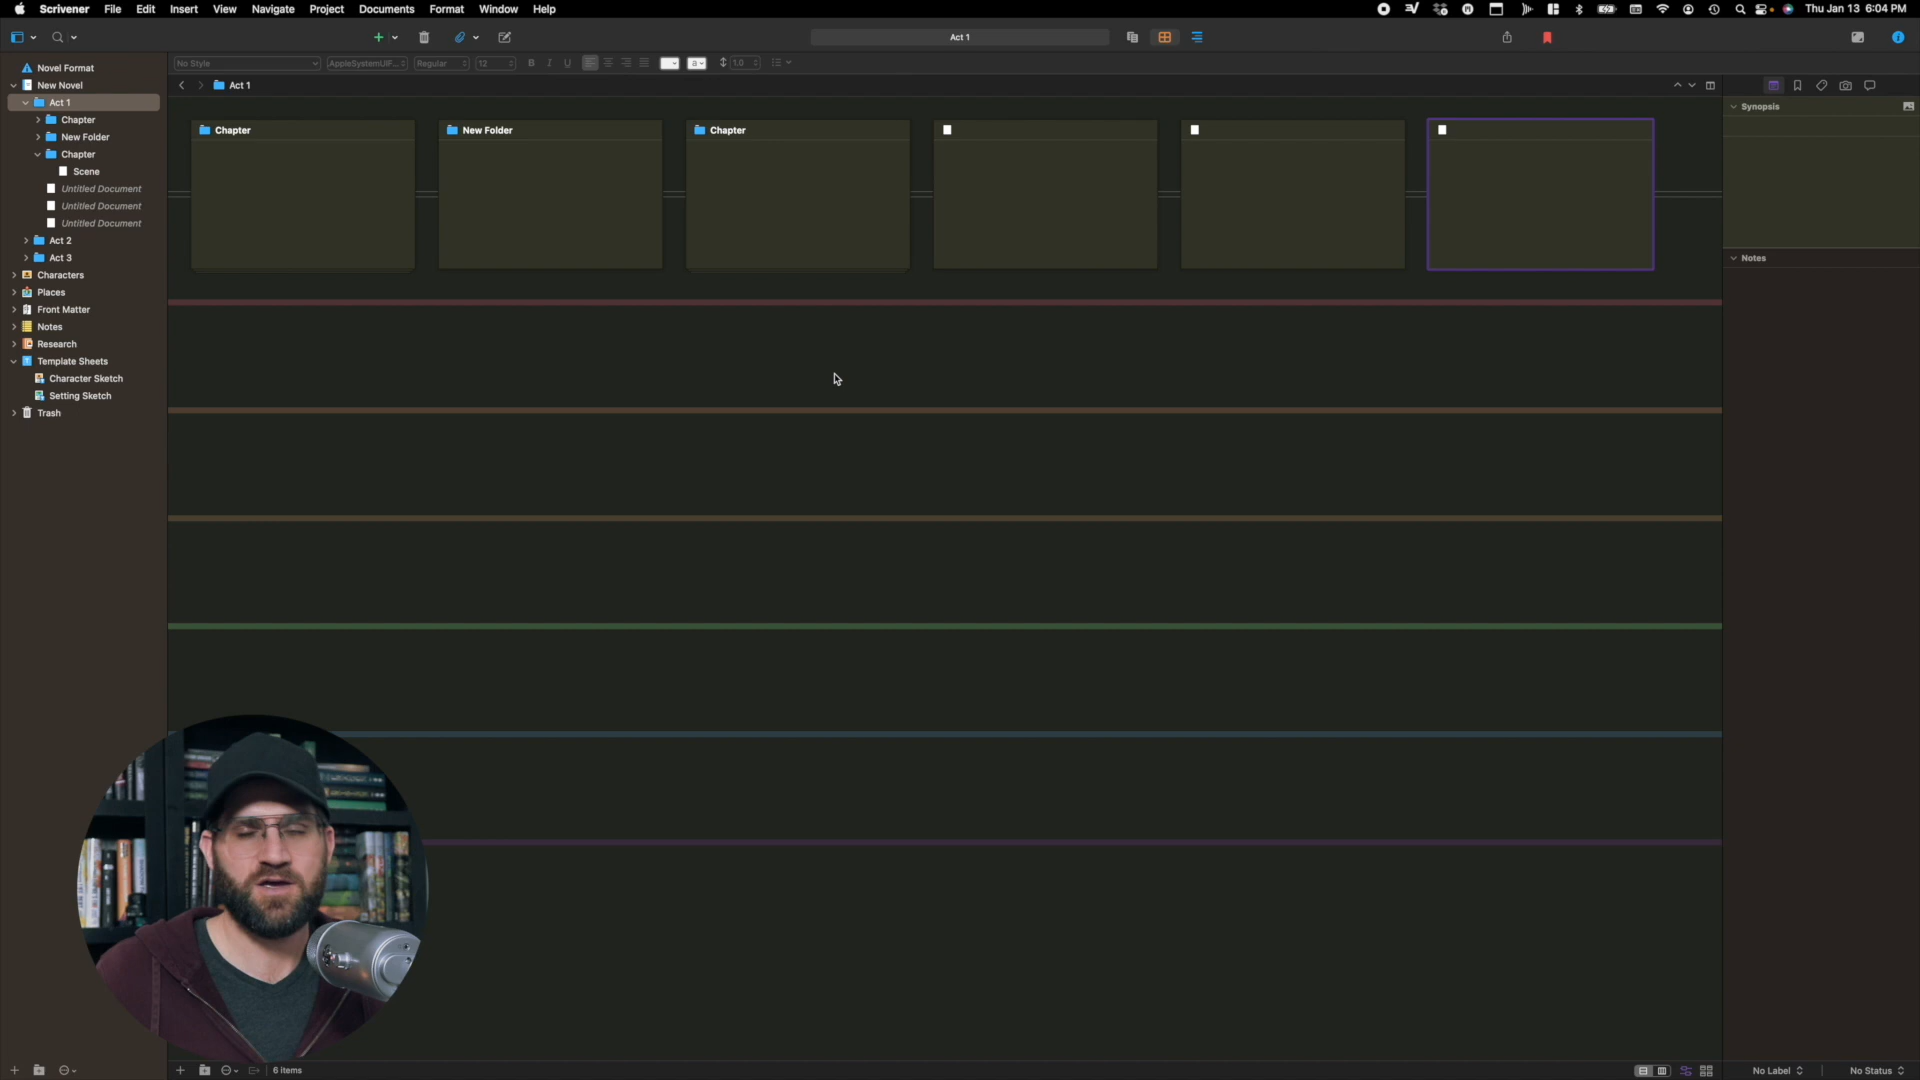 Scrivener File Edit Insert View Navigate Project Documents Format Window Help
Thu Jan 13 6:04 PM
Act 1
No Style
AppleSystemUIF...
Regular
12
B I U
a
1.0
Novel Format
New Novel
Act 1
Chapter
New Folder
Chapter
Scene
Untitled Document
Untitled Document
Untitled Document
Act 2
Act 3
Characters
Places
Front Matter
Notes
Research
Template Sheets
Character Sketch
Setting Sketch
Trash
Act 1
Chapter
New Folder
Chapter
Synopsis
Notes
6 items
No Label
No Status